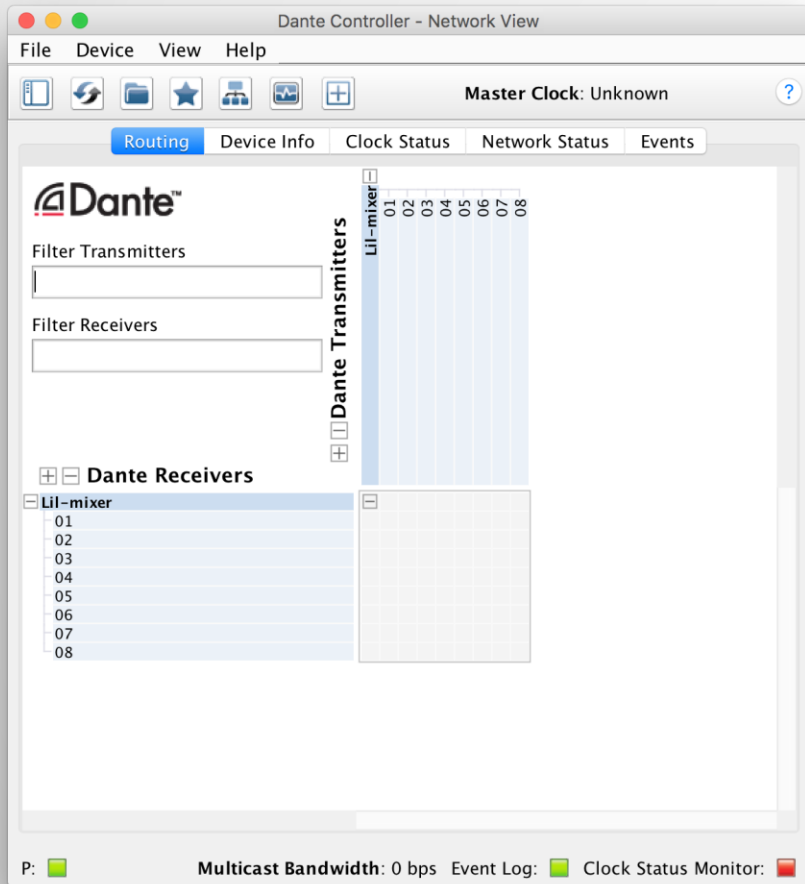 Dante Controller - Network View
File Device View Help
Master Clock: Unknown
?
Routing Device Info Clock Status Network Status Events
Dante™
Filter Transmitters
Filter Receivers
Dante Transmitters
Lil-mixer
01
02
03
04
05
06
07
08
Dante Receivers
Lil-mixer
01
02
03
04
05
06
07
08
P: Multicast Bandwidth: 0 bps Event Log: Clock Status Monitor: